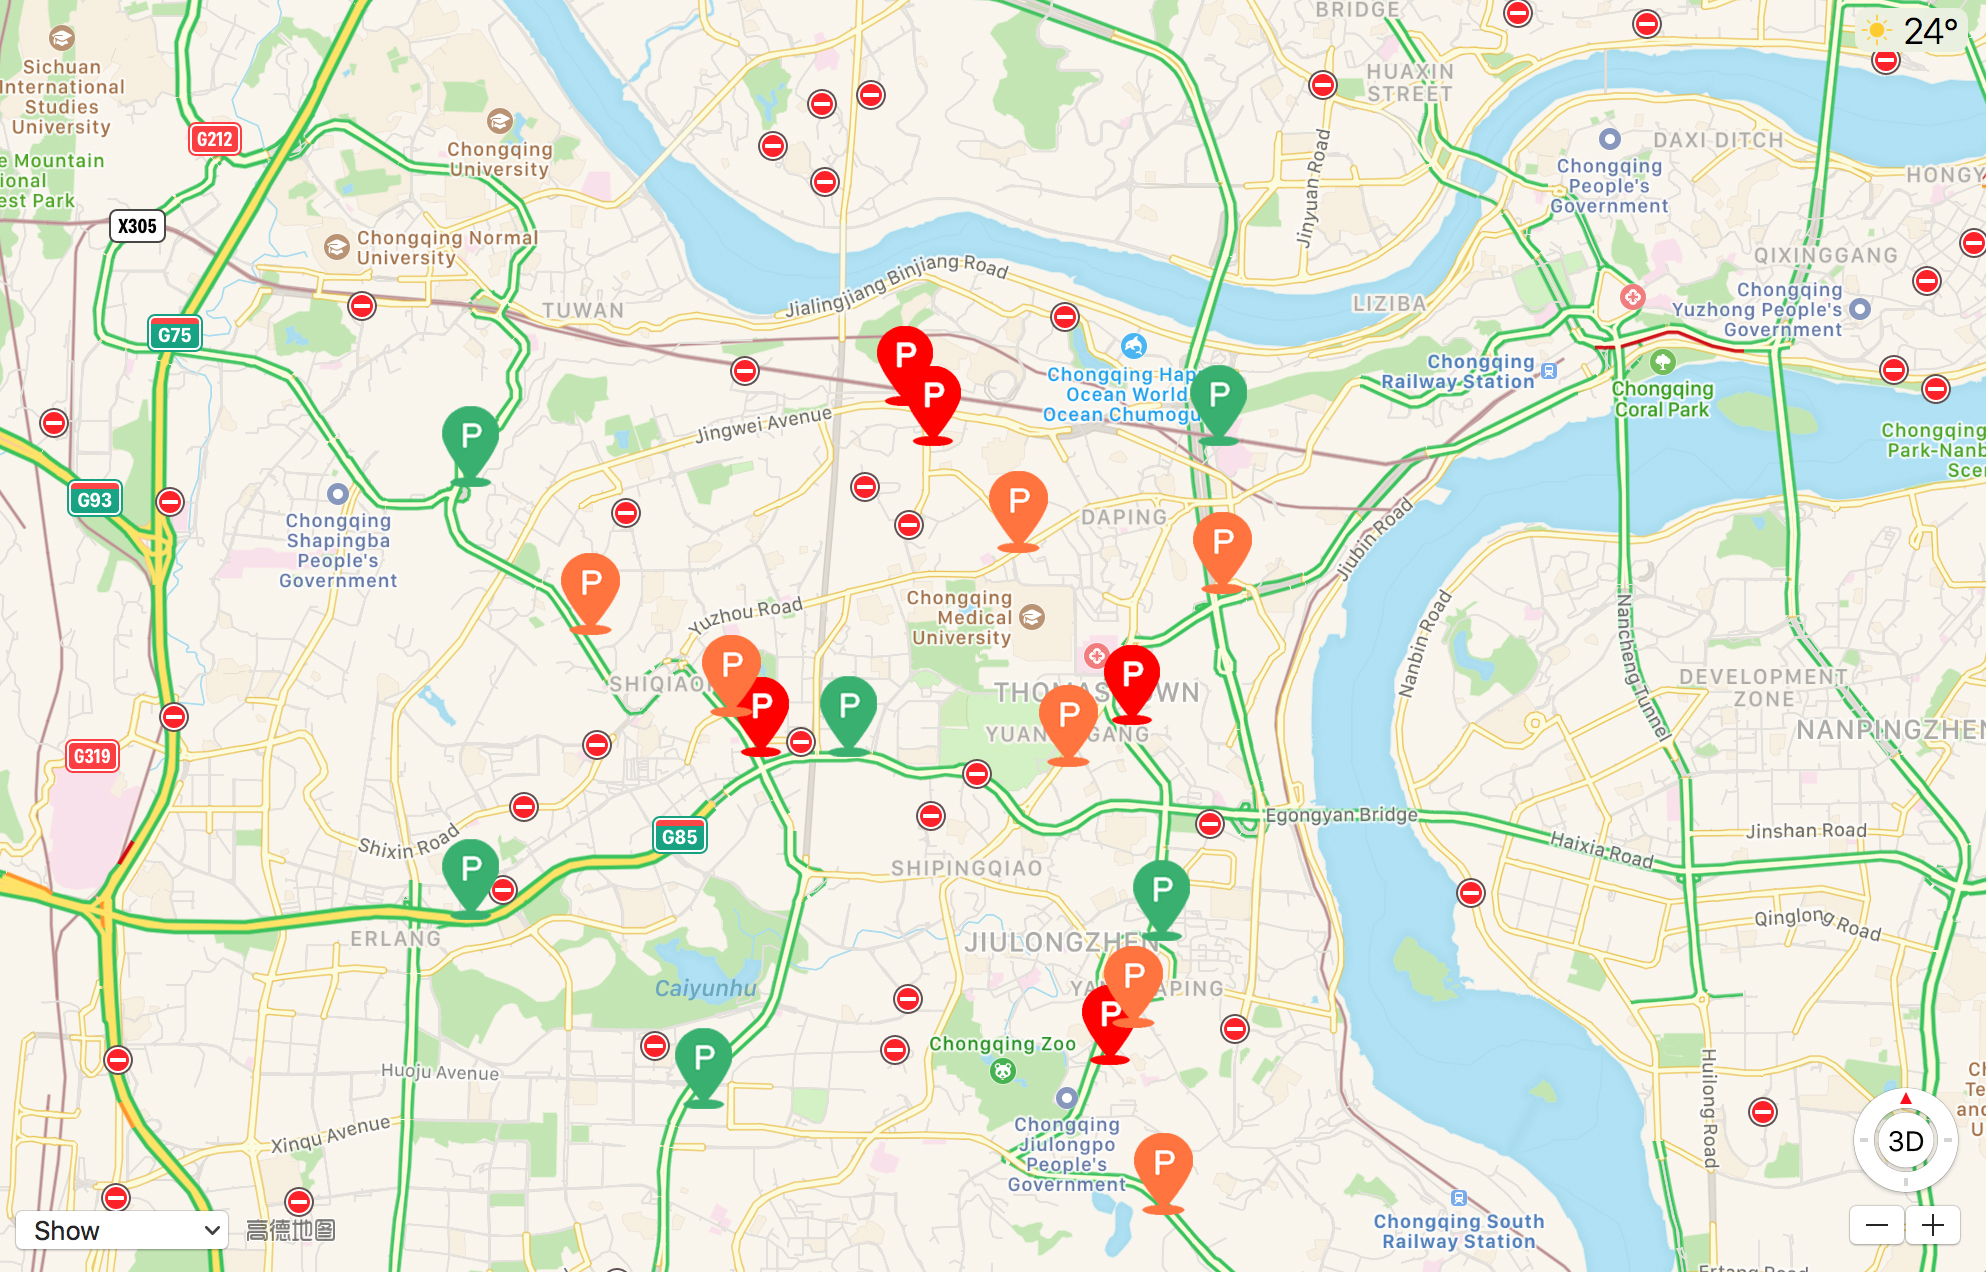 BRIDGE
24°
Sichuan
International
Studies
University
HUAXIN
STREET
G212
Chongqing
University
DAXI DITCH
e Mountain
ional
est Park
Chongqing
People's
Government
HONGY
X305
Jinyuan Road
Chongqing Normal
University
QIXINGGANG
Jialingjiang Binjiang Road
TUWAN
LIZIBA
Chongqing
Yuzhong People's
Government
G75
Chongqing Hap
Ocean World
Ocean Chumogu
Chongqing
Railway Station
Chongqing
Coral Park
P
P
P
P
Jingwei Avenue
Chongqing
Park-Nanb
Sce
G93
P
DAPING
Chongqing
Shapingba
People's
Government
P
Jiubin Road
P
Yuzhou Road
Chongqing
Medical
University
Nanbin Road
Nancheng Tunnel
P
P
SHIQIAO
P
P
THOMAS
WN
P
YUAN
GANG
DEVELOPMENT
ZONE
NANPINGZHEN
G319
G85
Egongyan Bridge
Shixin Road
Haixia Road
Jinshan Road
P
SHIPINGQIAO
P
ERLANG
JIULONGZHEN
Qinglong Road
Caiyunhu
P
YA
APING
P
Chongqing Zoo
P
Huoju Avenue
Huilong Road
Xinqu Avenue
Chongqing
Jiulongpo
People's
Government
P
3D
Ch
Te
and
U
Chongqing South
Railway Station
Show
高德地图
Ertang Road